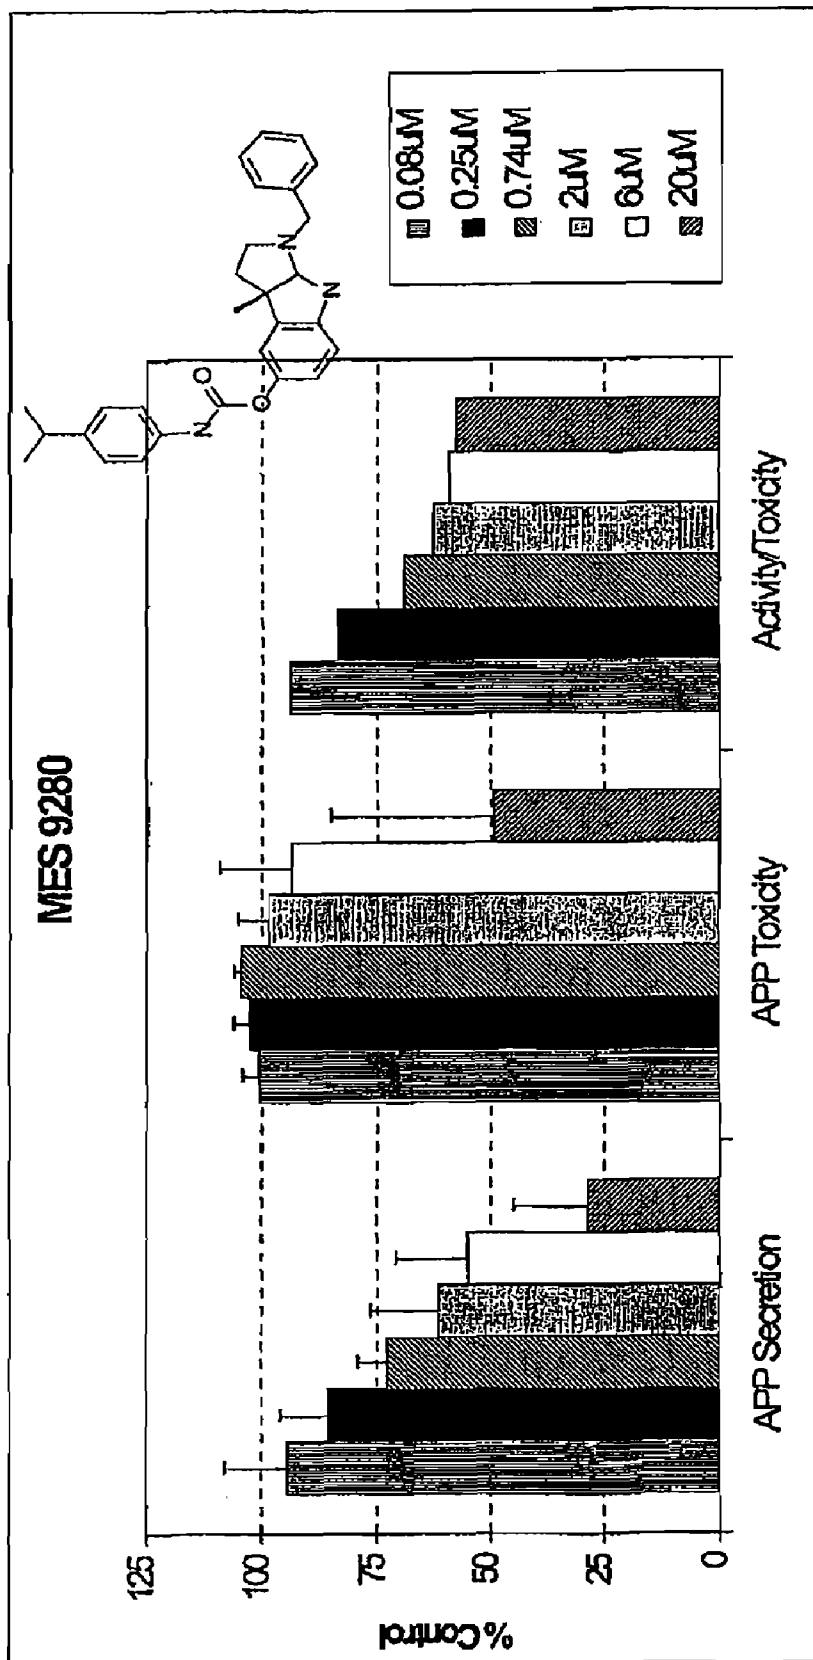 MES 9280
N
O
O
N
N
0.08uM
0.25uM
0.74uM
2uM
6uM
20uM
% Control
125
100
75
50
25
0
APP Secretion
APP Toxicity
Activity/Toxicity